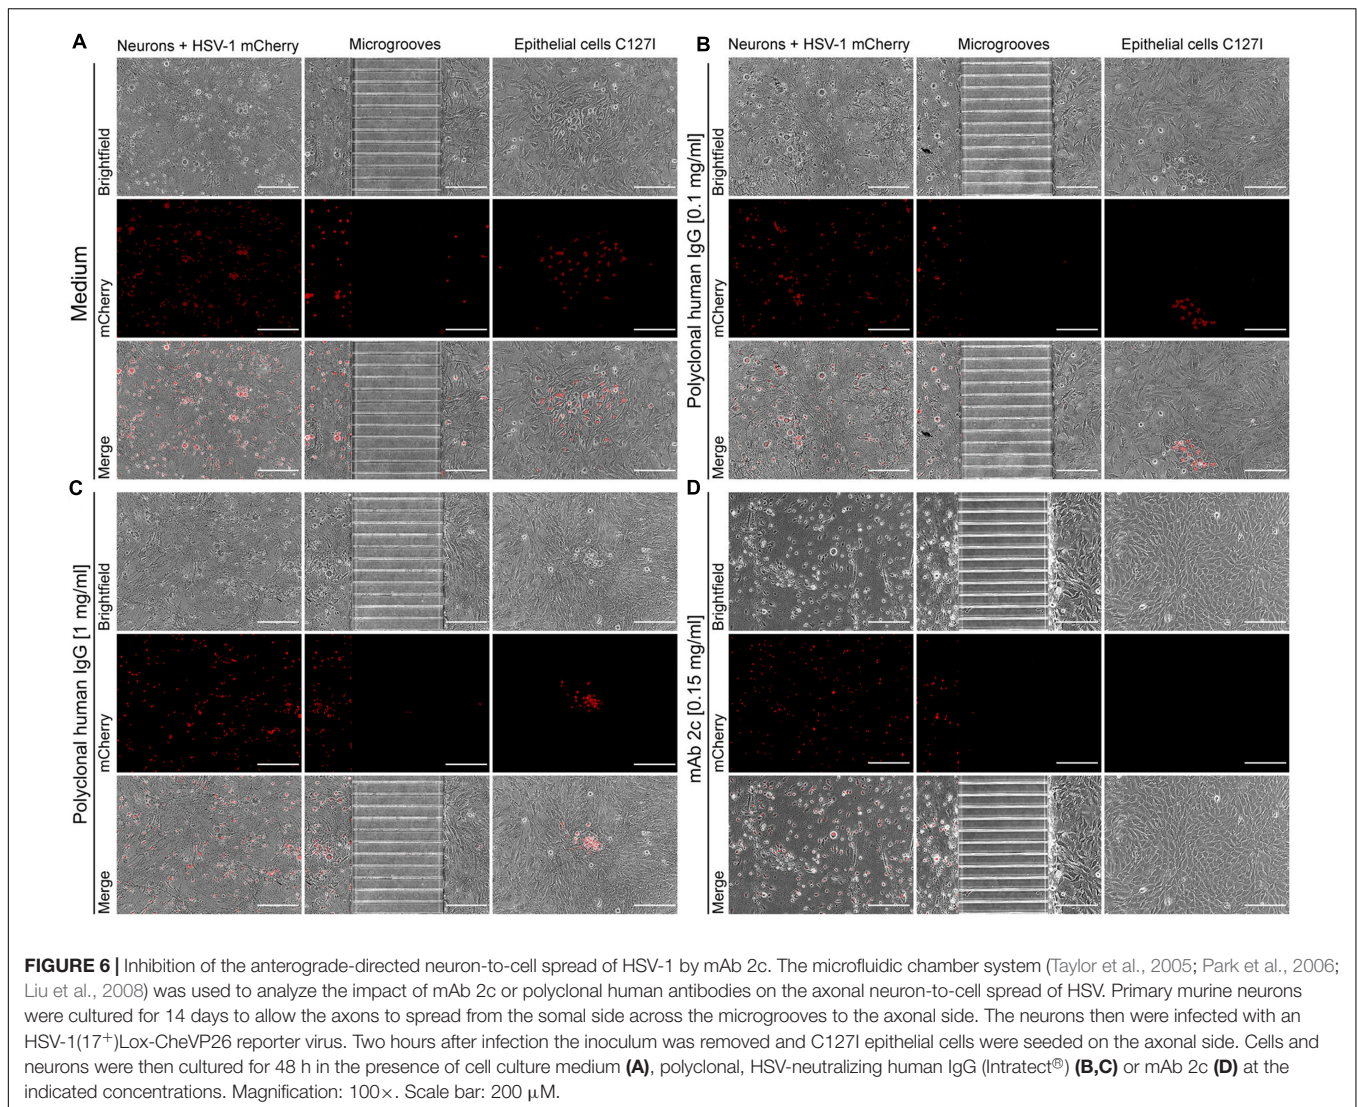 A
Neurons + HSV-1 mCherry
Microgrooves
Epithelial cells C127I
Medium
Brightfield
mCherry
Merge
B
Neurons + HSV-1 mCherry
Microgrooves
Epithelial cells C127I
Polyclonal human IgG [0.1 mg/ml]
Brightfield
mCherry
Merge
C
Polyclonal human IgG [1 mg/ml]
Brightfield
mCherry
Merge
D
mAb 2c [0.15 mg/ml]
Brightfield
mCherry
Merge
FIGURE 6 | Inhibition of the anterograde-directed neuron-to-cell spread of HSV-1 by mAb 2c. The microfluidic chamber system (Taylor et al., 2005; Park et al., 2006;
Liu et al., 2008) was used to analyze the impact of mAb 2c or polyclonal human antibodies on the axonal neuron-to-cell spread of HSV. Primary murine neurons
were cultured for 14 days to allow the axons to spread from the somal side across the microgrooves to the axonal side. The neurons then were infected with an
HSV-1(17⁺)Lox-CheVP26 reporter virus. Two hours after infection the inoculum was removed and C127I epithelial cells were seeded on the axonal side. Cells and
neurons were then cultured for 48 h in the presence of cell culture medium (A), polyclonal, HSV-neutralizing human IgG (Intratect®) (B,C) or mAb 2c (D) at the
indicated concentrations. Magnification: 100×. Scale bar: 200 μM.